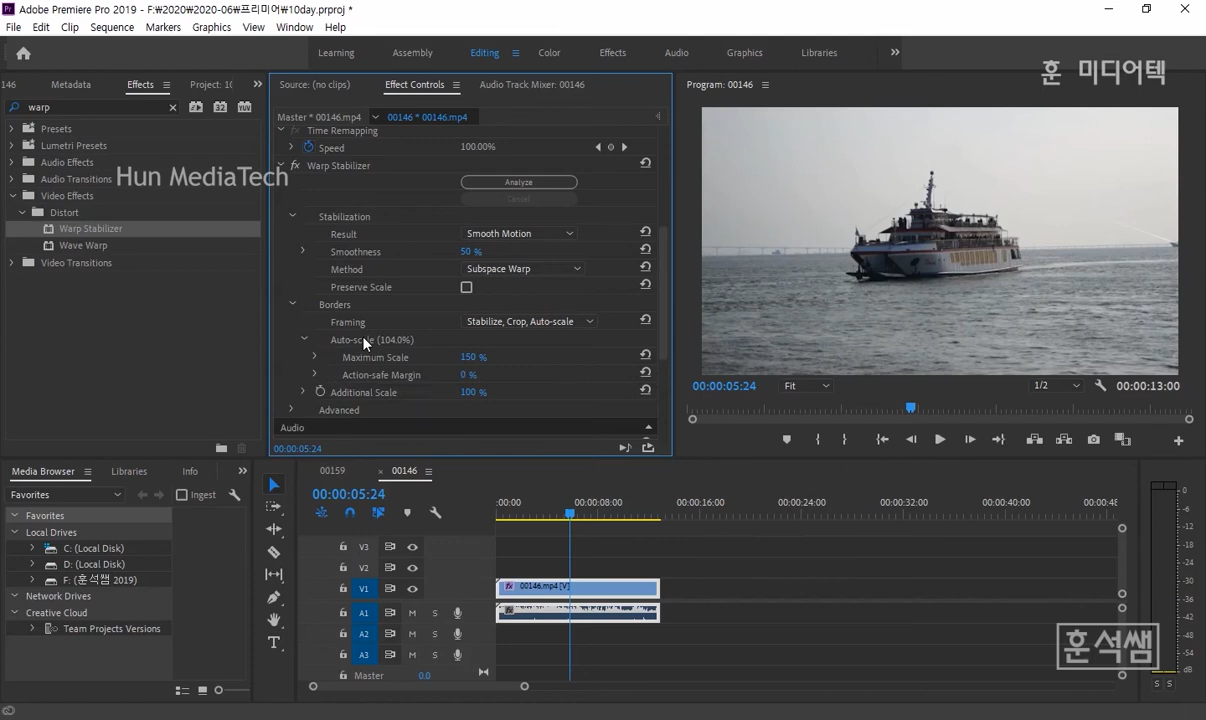 Pr Adobe Premiere Pro 2019 - F:₩2020₩2020-06₩프리미어₩10day.prproj *
File Edit Clip Sequence Markers Graphics View Window Help
Learning Assembly Editing Color Effects Audio Graphics Libraries
훈 미디어텍
146 Metadata Effects Project: 10
warp
Presets
Lumetri Presets
Audio Effects
Audio Transitions
Video Effects
Distort
Warp Stabilizer
Wave Warp
Video Transitions
Hun MediaTech
Source: (no clips) Effect Controls Audio Track Mixer: 00146
Master * 00146.mp4 00146 * 00146.mp4
Time Remapping
Speed 100.00%
fx Warp Stabilizer
Analyze
Cancel
Stabilization
Result Smooth Motion
Smoothness 50 %
Method Subspace Warp
Preserve Scale
Borders
Framing Stabilize, Crop, Auto-scale
Auto-scale (104.0%)
Maximum Scale 150 %
Action-safe Margin 0 %
Additional Scale 100 %
Advanced
Audio
00:00:05:24
Program: 00146
00:00:05:24 Fit 1/2 00:00:13:00
Media Browser Libraries Info
Favorites Ingest
Favorites
Local Drives
C: (Local Disk)
D: (Local Disk)
F: (훈석쌤 2019)
Network Drives
Creative Cloud
Team Projects Versions
00159 00146
00:00:05:24
:00:00 00:00:08:00 00:00:16:00 00:00:24:00 00:00:32:00 00:00:40:00 00:00:48
V3
V2
V1 fx 00146.mp4 [V]
A1 M S fx
A2 M S
A3 M S
Master 0.0
0
-6
-12
-18
-24
-30
-36
-42
-48
-54
dB
S S
훈석쌤